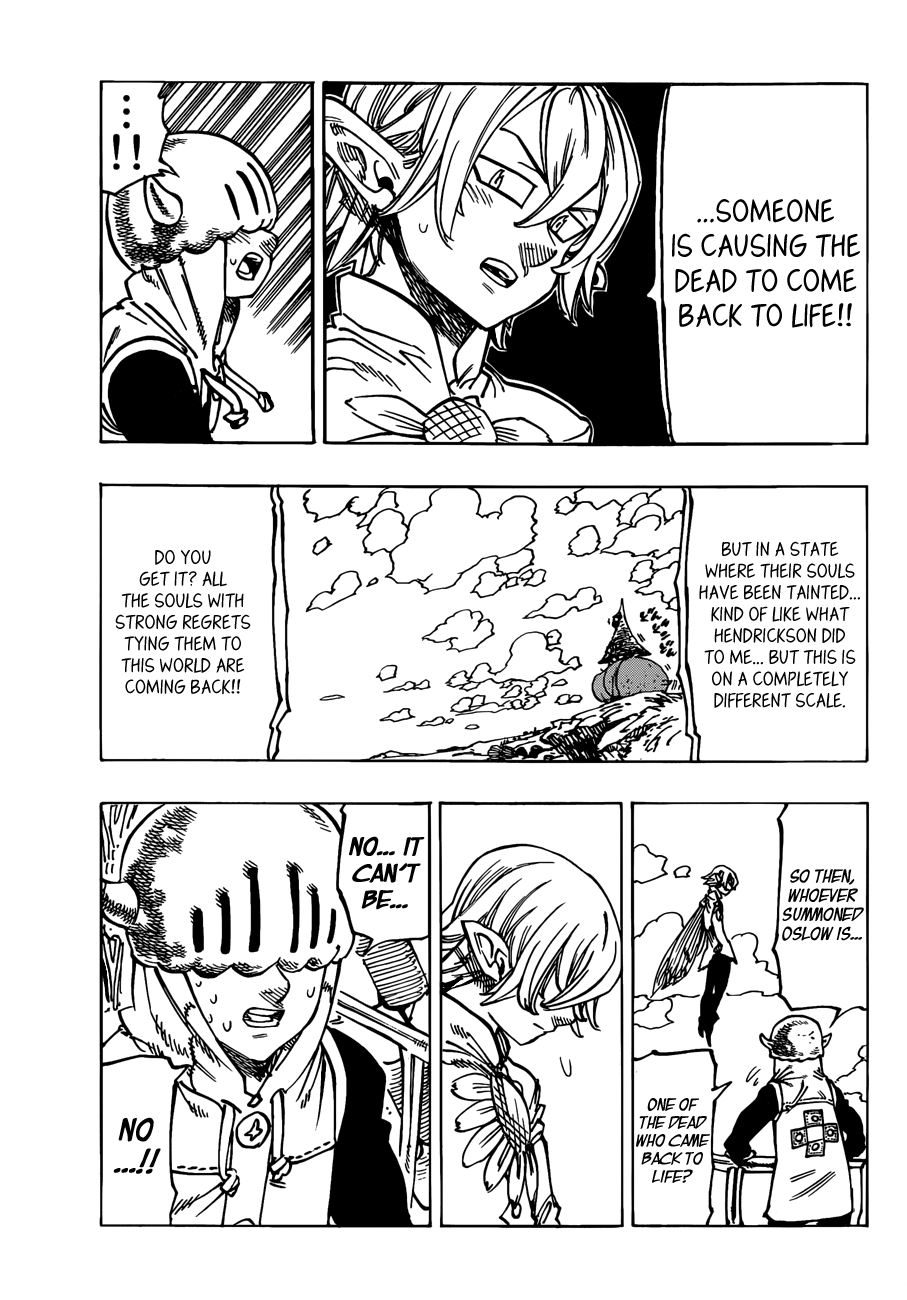 ...SOMEONE
IS CAUSING THE
DEAD TO COME
BACK TO LIFE!!
...
!!
BUT IN A STATE
WHERE THEIR SOULS
HAVE BEEN TAINTED...
KIND OF LIKE WHAT
HENDRICKSON DID
TO ME... BUT THIS IS
ON A COMPLETELY
DIFFERENT SCALE.
DO YOU
GET IT? ALL
THE SOULS WITH
STRONG REGRETS
TYING THEM TO
THIS WORLD ARE
COMING BACK!!
SO THEN,
WHOEVER
SUMMONED
OSLOW IS...
ONE OF
THE DEAD
WHO CAME
BACK TO
LIFE?
NO... IT
CAN'T
BE...
NO
....!!